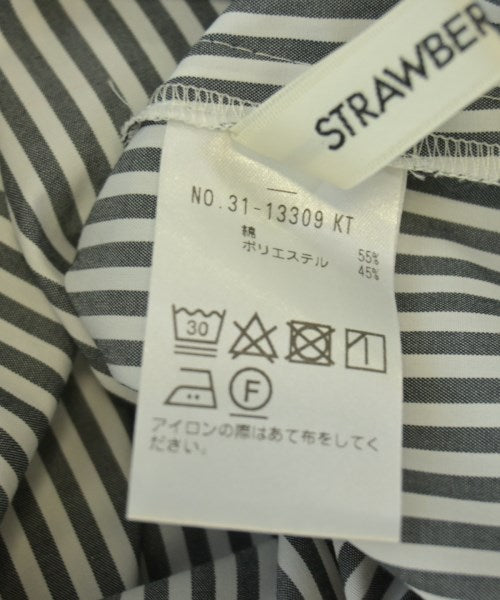 STRAWBER
NO.31-13309 KT
綿 55%
ポリエステル 45%
30
F
アイロンの際はあて布をしてく
ださい。